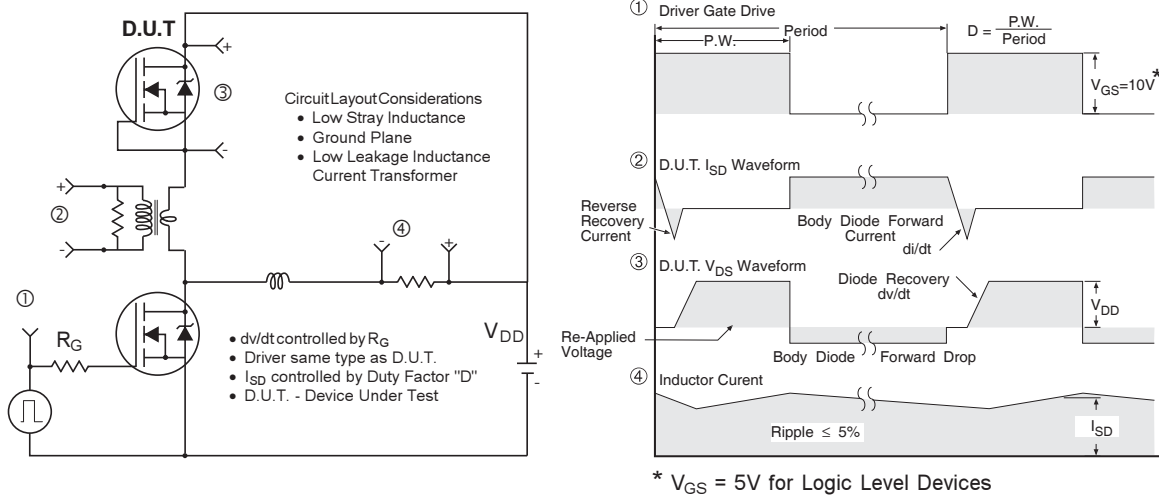 D.U.T
+
③
-
Circuit Layout Considerations
• Low Stray Inductance
• Ground Plane
• Low Leakage Inductance
Current Transformer
+
②
-
④
-
+
①
R_G
• dv/dt controlled by R_G
• Driver same type as D.U.T.
• I_SD controlled by Duty Factor "D"
• D.U.T. - Device Under Test
V_DD
+
-
① Driver Gate Drive
P.W.
Period
D = P.W.
Period
V_GS=10V *
② D.U.T. I_SD Waveform
Reverse
Recovery
Current
Body Diode Forward
Current
di/dt
③ D.U.T. V_DS Waveform
Diode Recovery
dv/dt
V_DD
Re-Applied
Voltage
Body Diode Forward Drop
④ Inductor Curent
Ripple ≤ 5%
I_SD
* V_GS = 5V for Logic Level Devices